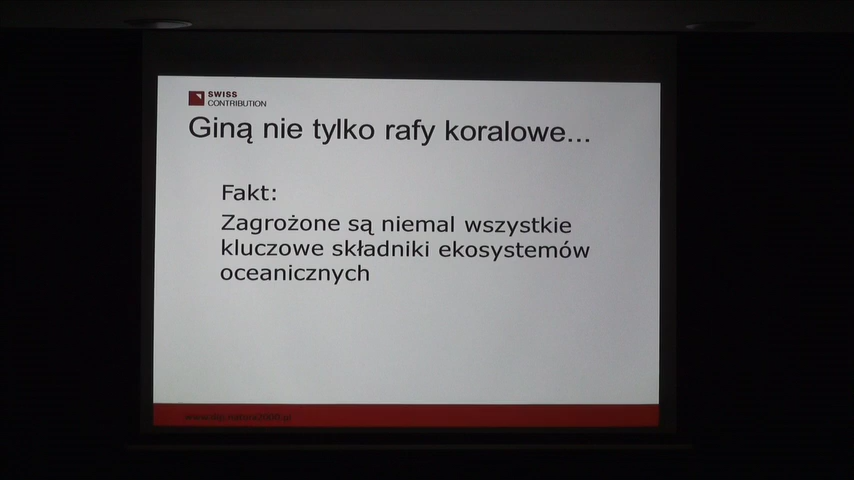 SWISS
CONTRIBUTION
Giną nie tylko rafy koralowe...
Fakt:
Zagrożone są niemal wszystkie
kluczowe składniki ekosystemów
oceanicznych